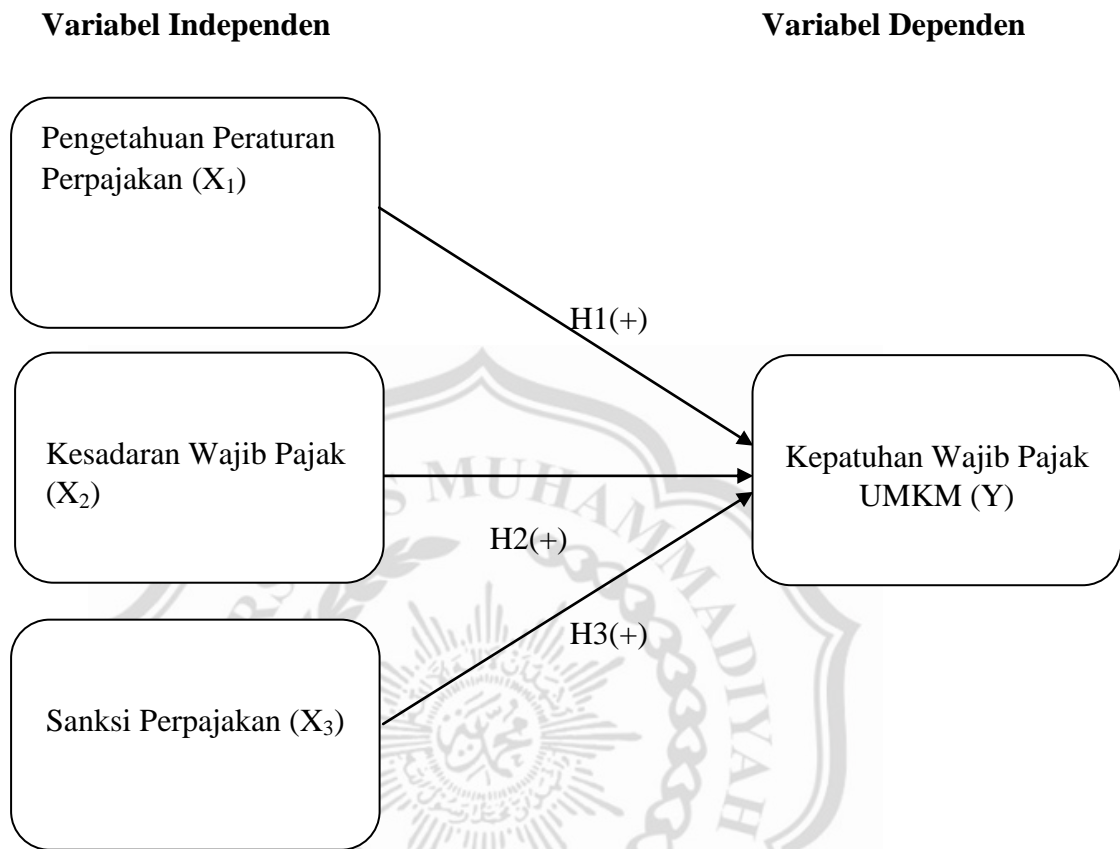 Variabel Independen
Variabel Dependen
Pengetahuan Peraturan
Perpajakan (X₁)
H1(+)
Kesadaran Wajib Pajak
(X₂)
H2(+)
Kepatuhan Wajib Pajak
UMKM (Y)
H3(+)
Sanksi Perpajakan (X₃)
S MUHAMMADIYAH